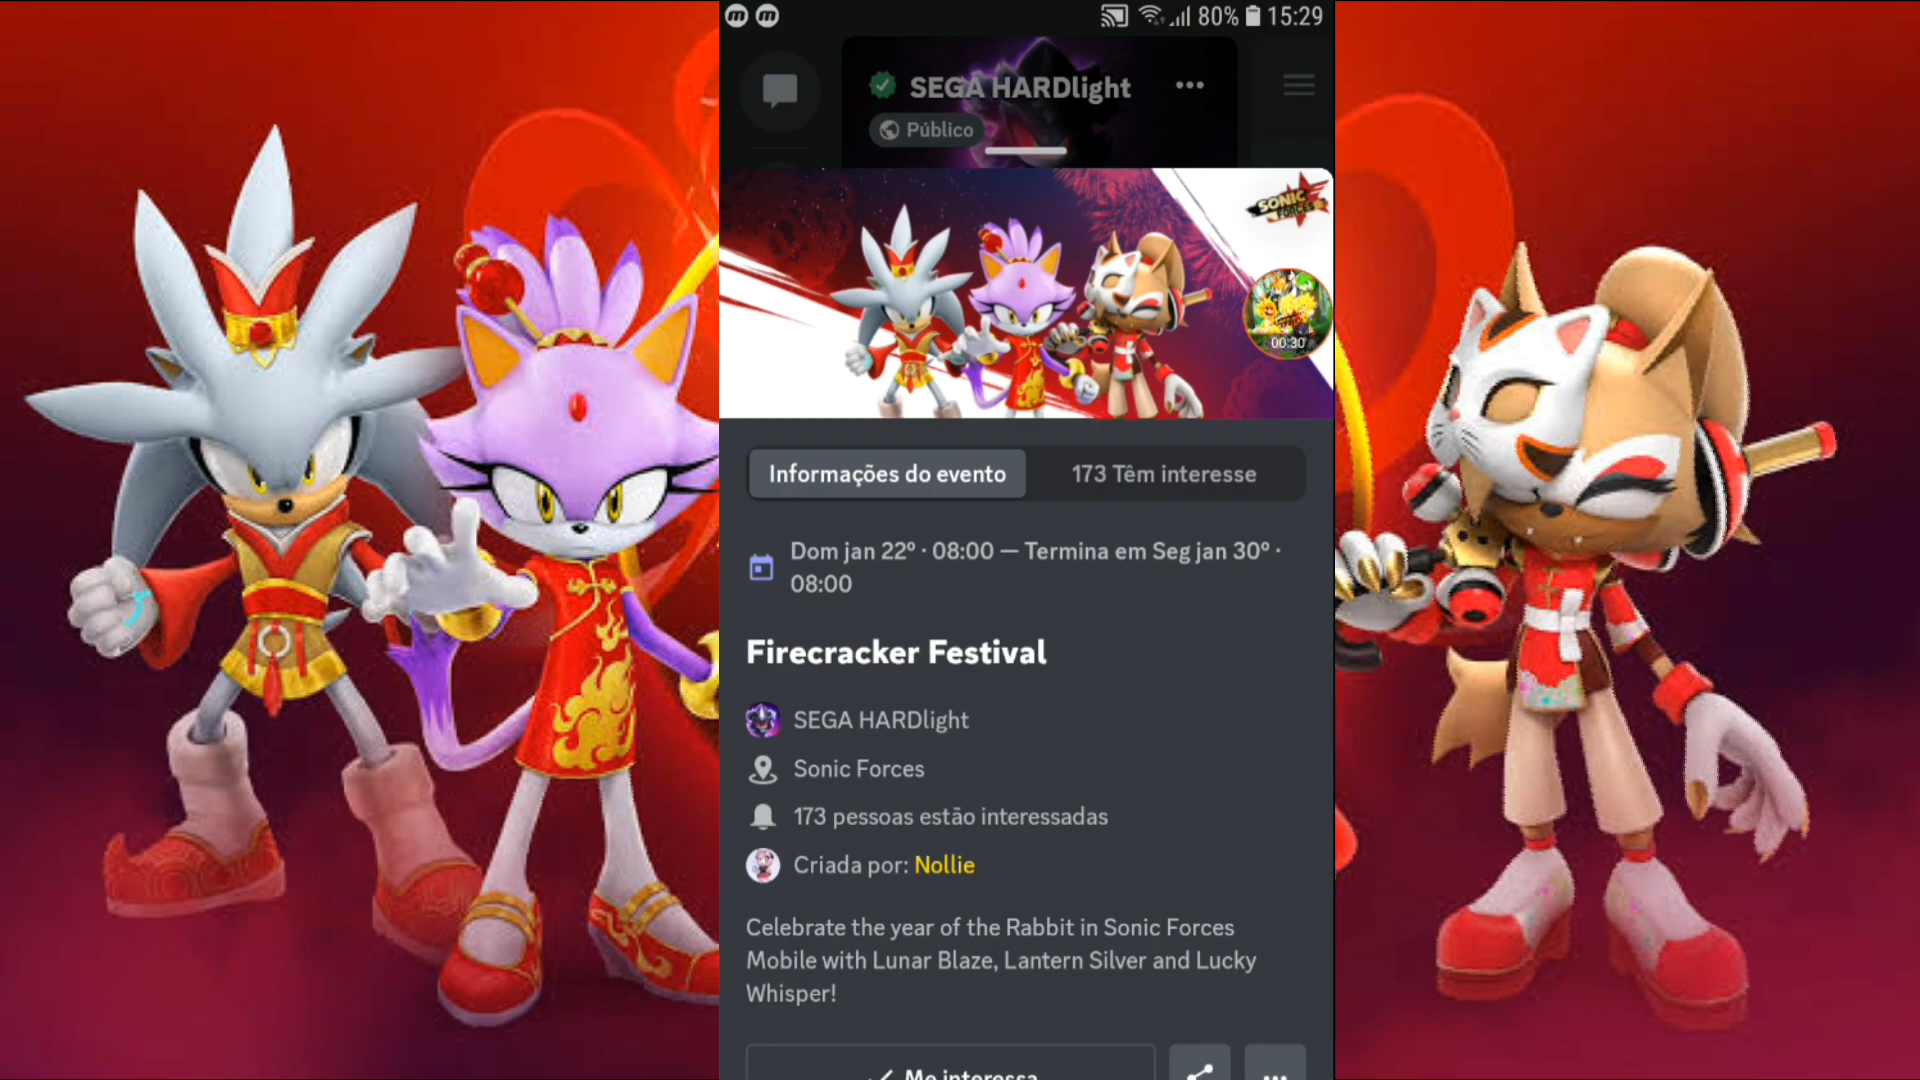 80% 15:29
SEGA HARDlight
Público
SONIC
FORCES
00:30
Informações do evento
173 Têm interesse
Dom jan 22º · 08:00 — Termina em Seg jan 30º ·
08:00
Firecracker Festival
SEGA HARDlight
Sonic Forces
173 pessoas estão interessadas
Criada por: Nollie
Celebrate the year of the Rabbit in Sonic Forces
Mobile with Lunar Blaze, Lantern Silver and Lucky
Whisper!
Me interessa